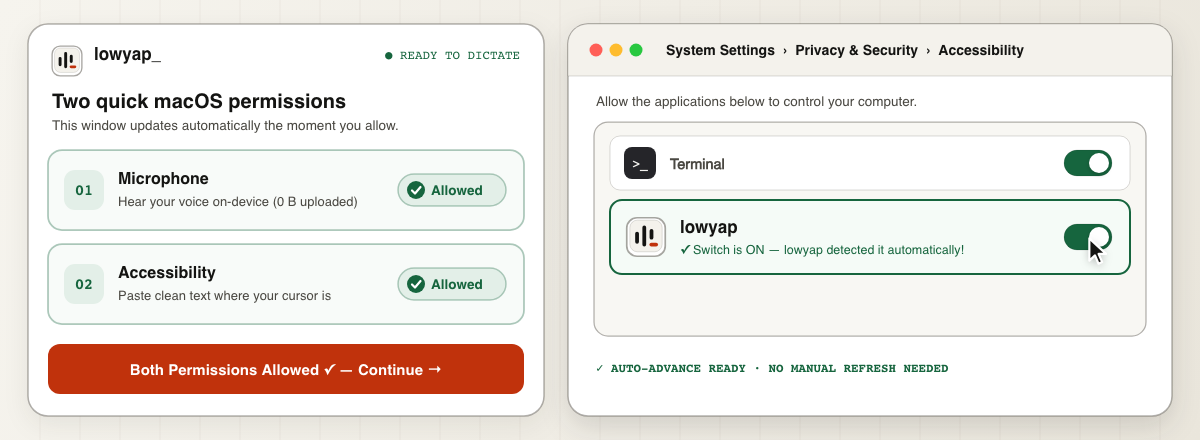 lowyap_
● READY TO DICTATE
Two quick macOS permissions
This window updates automatically the moment you allow.
01
Microphone
Hear your voice on-device (0 B uploaded)
Allowed
02
Accessibility
Paste clean text where your cursor is
Allowed
Both Permissions Allowed ✓ — Continue →
System Settings › Privacy & Security › Accessibility
Allow the applications below to control your computer.
>_
Terminal
lowyap
✓ Switch is ON — lowyap detected it automatically!
✓ AUTO-ADVANCE READY · NO MANUAL REFRESH NEEDED